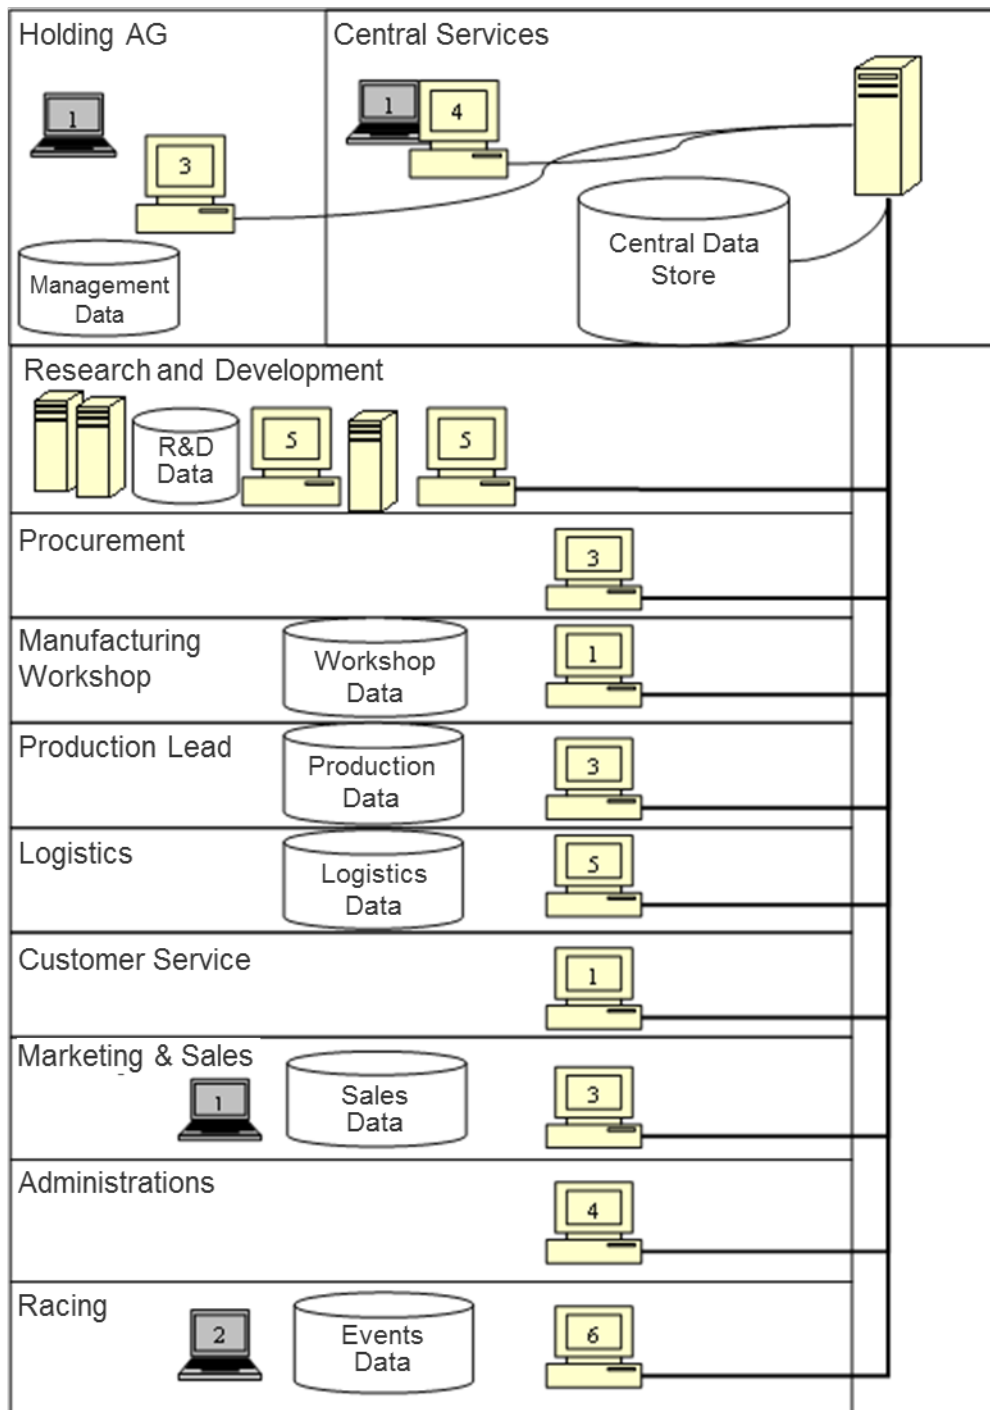 Holding AG
Central Services
1
3
1
4
Management
Data
Central Data
Store
Research and Development
R&D
Data
5
5
Procurement
3
Manufacturing
Workshop
Workshop
Data
1
Production Lead
Production
Data
3
Logistics
Logistics
Data
5
Customer Service
1
Marketing & Sales
1
Sales
Data
3
Administrations
4
Racing
2
Events
Data
6